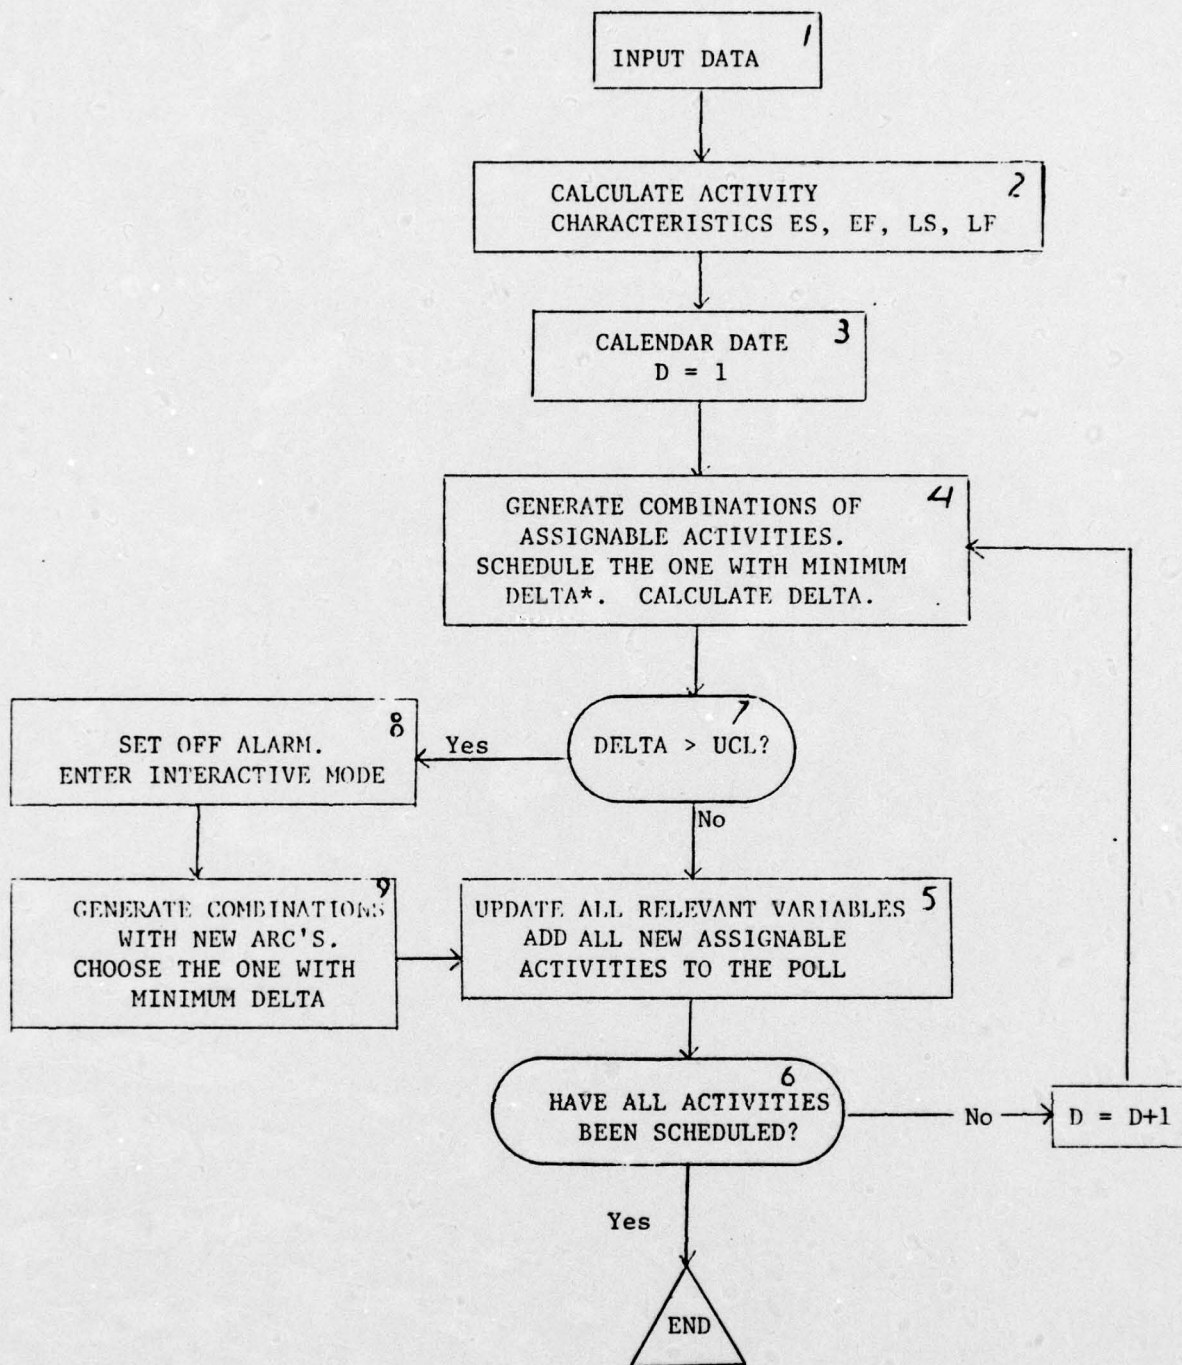 1
INPUT DATA
2
CALCULATE ACTIVITY
CHARACTERISTICS ES, EF, LS, LF
3
CALENDAR DATE
D = 1
4
GENERATE COMBINATIONS OF
ASSIGNABLE ACTIVITIES.
SCHEDULE THE ONE WITH MINIMUM
DELTA*. CALCULATE DELTA.
7
DELTA > UCL?
Yes
No
8
SET OFF ALARM.
ENTER INTERACTIVE MODE
9
GENERATE COMBINATIONS
WITH NEW ARC'S.
CHOOSE THE ONE WITH
MINIMUM DELTA
5
UPDATE ALL RELEVANT VARIABLES
ADD ALL NEW ASSIGNABLE
ACTIVITIES TO THE POLL
6
HAVE ALL ACTIVITIES
BEEN SCHEDULED?
No
D = D+1
Yes
END